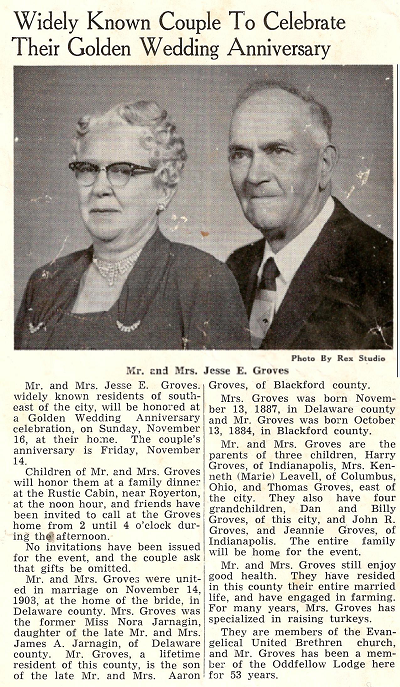 Widely Known Couple To Celebrate
Their Golden Wedding Anniversary
Photo By Rex Studio
Mr. and Mrs. Jesse E. Groves
Mr. and Mrs. Jesse E. Groves.
widely known residents of south-
east of the city, will be honored at
a Golden Wedding Anniversary
celebration, on Sunday, November
16, at their home. The couple's
anniversary is Friday, November
14.
Children of Mr. and Mrs. Groves
will honor them at a family dinner
at the Rustic Cabin, near Royerton,
at the noon hour, and friends have
been invited to call at the Groves
home from 2 until 4 o'clock dur-
ing the afternoon.
No invitations have been issued
for the event, and the couple ask
that gifts be omitted.
Mr. and Mrs. Groves were unit-
ed in marriage on November 14,
1903, at the home of the bride, in
Delaware county. Mrs. Groves was
the former Miss Nora Jarnagin,
daughter of the late Mr. and Mrs.
James A. Jarnagin, of Delaware
county. Mr. Groves, a lifetime
resident of this county, is the son
of the late Mr. and Mrs. Aaron
Groves, of Blackford county.
Mrs. Groves was born Novem-
ber 13, 1887, in Delaware county
and Mr. Groves was born October
13, 1884, in Blackford county.
Mr. and Mrs. Groves are the
parents of three children, Harry
Groves, of Indianapolis, Mrs. Ken-
neth (Marie) Leavell, of Columbus,
Ohio, and Thomas Groves, east of
the city. They also have four
grandchildren, Dan and Billy
Groves, of this city, and John R.
Groves, and Jeannie Groves, of
Indianapolis. The entire family
will be home for the event.
Mr. and Mrs. Groves still enjoy
good health. They have resided
in this county their entire married
life, and have engaged in farming.
For many years, Mrs. Groves has
specialized in raising turkeys.
They are members of the Evan-
gelical United Brethren church,
and Mr. Groves has been a mem-
ber of the Oddfellow Lodge here
for 53 years.